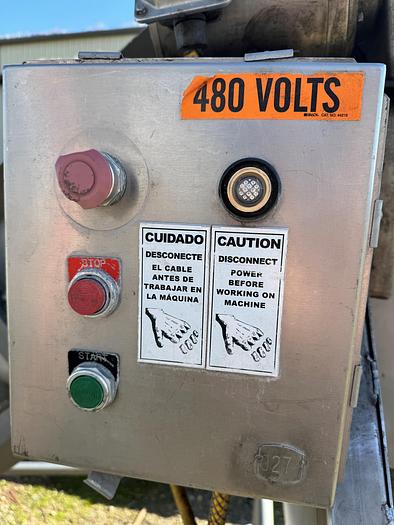 480 VOLTS
STOP
START
CUIDADO
DESCONECTE
EL CABLE
ANTES DE
TRABAJAR EN
LA MÁQUINA
CAUTION
DISCONNECT
POWER
BEFORE
WORKING ON
MACHINE
J27